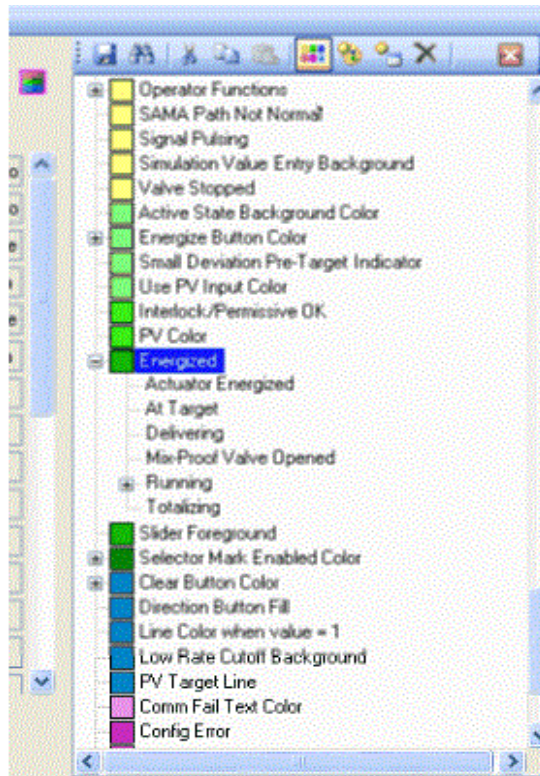 Operator Functions
SAMA Path Not Normal
Signal Pulsing
Simulation Value Entry Background
Valve Stopped
Active State Background Color
Energize Button Color
Small Deviation Pre-Target Indicator
Use PV Input Color
Interlock/Permissive OK
PV Color
Energized
Actuator Energized
At Target
Delivering
Mix-Proof Valve Opened
Running
Totalizing
Slider Foreground
Selector Mark Enabled Color
Clear Button Color
Direction Button Fill
Line Color when value = 1
Low Rate Cutoff Background
PV Target Line
Comm Fail Text Color
Config Error